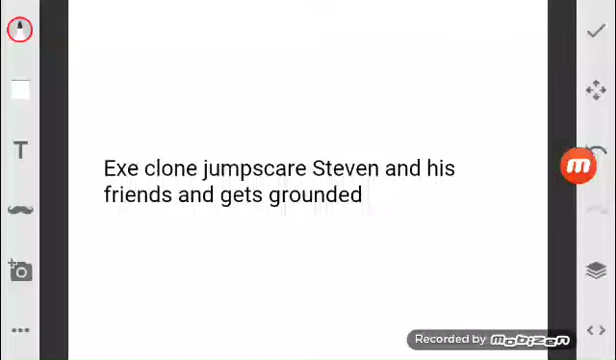 Exe clone jumpscare Steven and his
friends and gets grounded
T
Recorded by mobizen